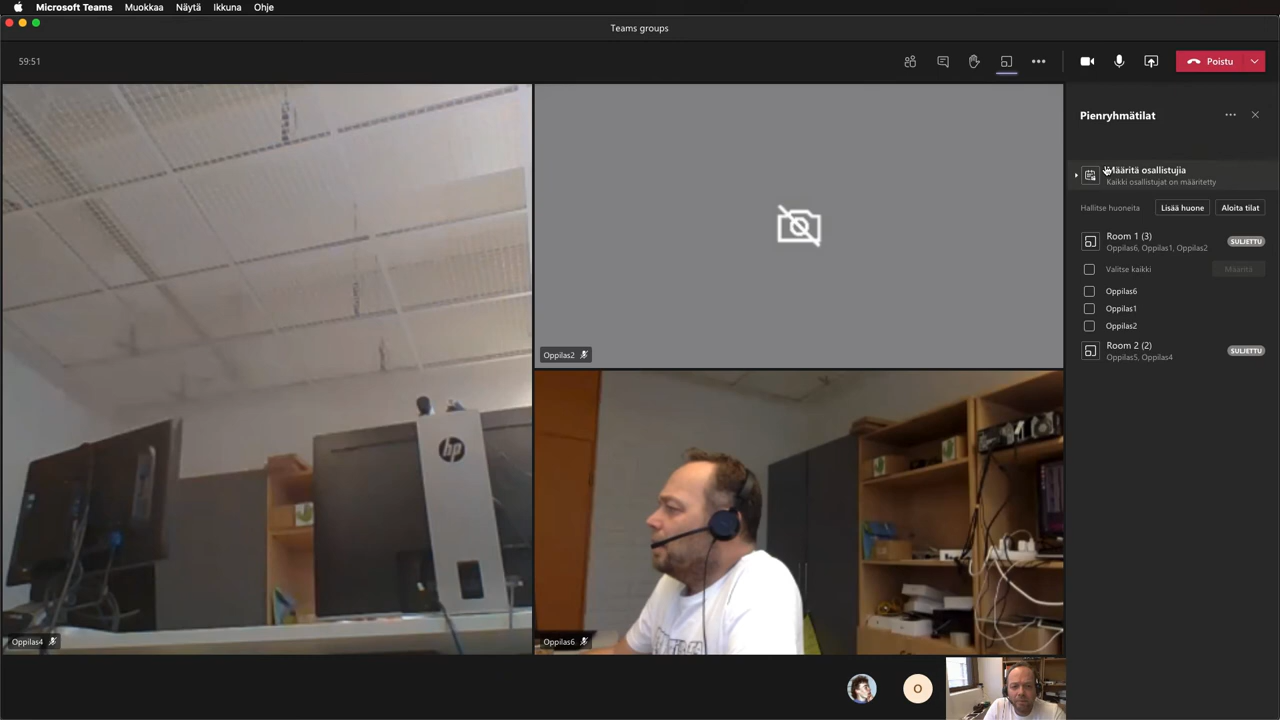 Microsoft Teams Muokkaa Näytä Ikkuna Ohje
Teams groups
59:51
Poistu
Pienryhmätilat
Määritä osallistujia
Kaikki osallistujat on määritetty
Hallitse huoneita Lisää huone Aloita tilat
Room 1 (3)
Oppilas6, Oppilas1, Oppilas2
SULJETTU
Valitse kaikki Määritä
Oppilas6
Oppilas1
Oppilas2
Room 2 (2)
Oppilas5, Oppilas4
SULJETTU
Oppilas2
hp
Oppilas4
Oppilas6
O